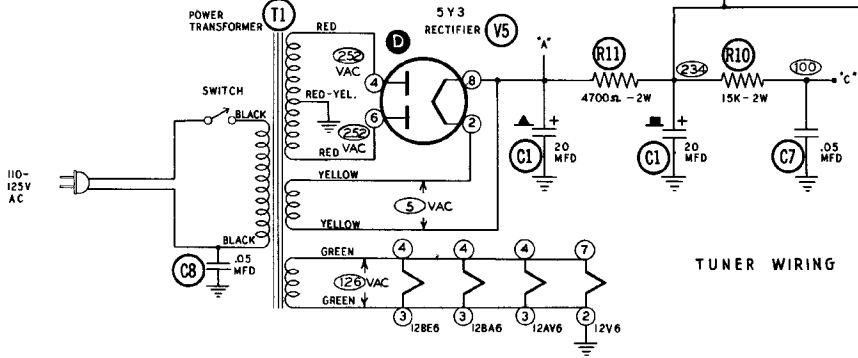 POWER
TRANSFORMER
T1
5Y3
RECTIFIER
V5
D
RED
252
VAC
4
8
"A"
R11
234
R10
100
"C"
4700Ω-2W
15K-2W
RED-YEL.
SWITCH
BLACK
6
2
252
VAC
RED
+
C1
20
MFD
+
C1
20
MFD
C7
.05
MFD
110-
125V
AC
YELLOW
5 VAC
YELLOW
BLACK
C8
.05
MFD
GREEN
126 VAC
GREEN
4
4
4
7
3
12BE6
3
12BA6
3
12AV6
2
12V6
TUNER WIRING